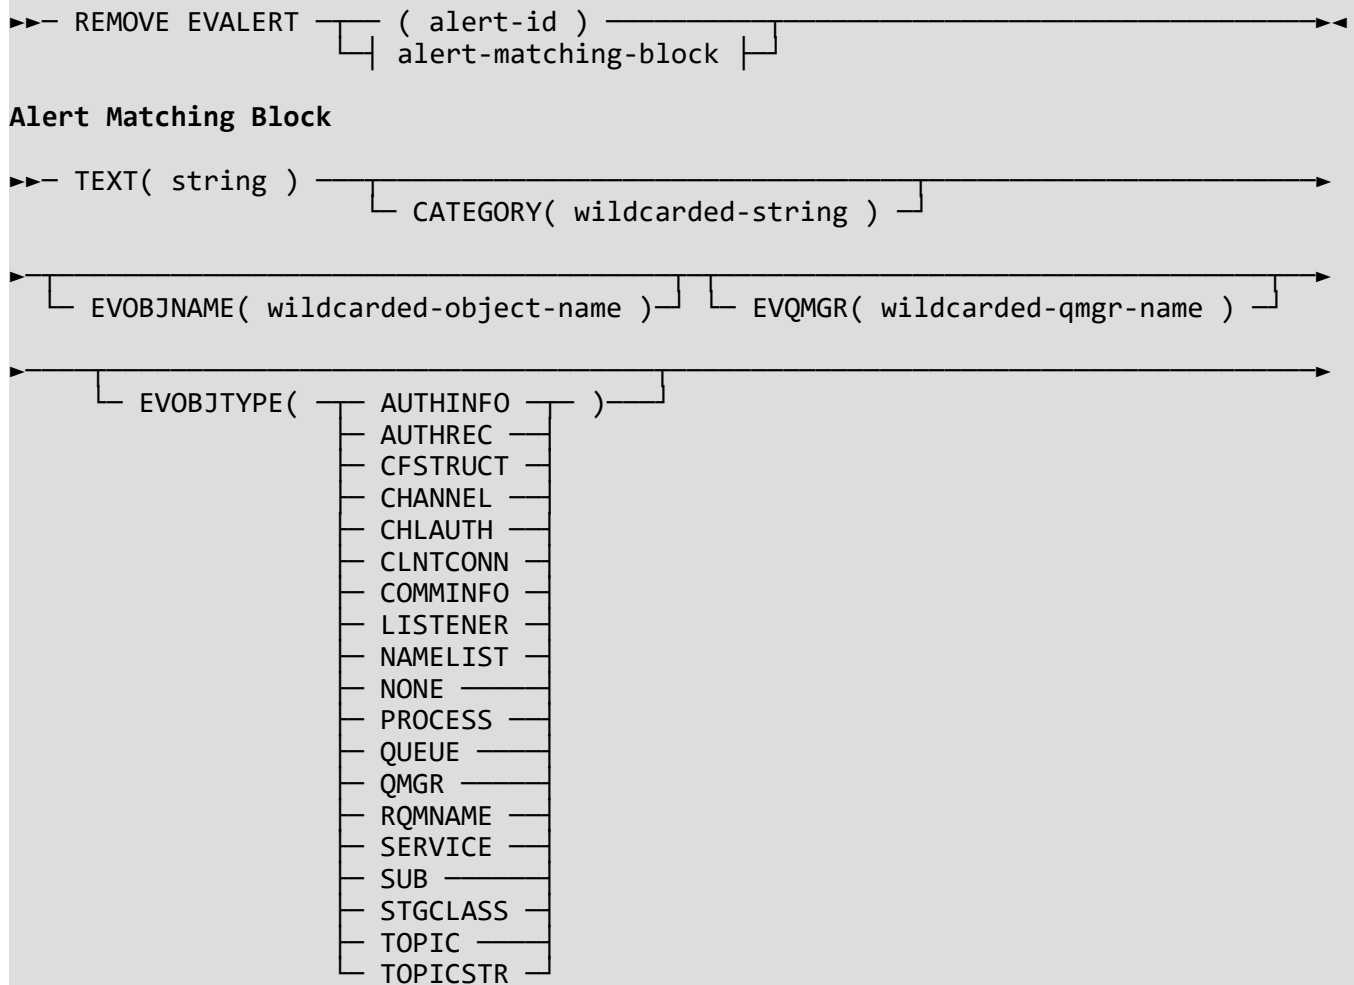 ►►─ REMOVE EVALERT ─┬── ( alert-id ) ───────────┬─►◄
└─┤ alert-matching-block ├─┘
Alert Matching Block
►►─ TEXT( string ) ───┬──────────────────────────────────┬─►
└─ CATEGORY( wildcarded-string ) ─┘
►─┬───────────────────────────────────────┬─┬──────────────────────────────────┬──►
└─ EVOBJNAME( wildcarded-object-name )─┘ └─ EVQMGR( wildcarded-qmgr-name ) ─┘
►────┬──────────────────────────────────┬─►
└─ EVOBJTYPE( ─┬─ AUTHINFO ─┬─ )───┘
├─ AUTHREC ──┤
├─ CFSTRUCT ─┤
├─ CHANNEL ──┤
├─ CHLAUTH ──┤
├─ CLNTCONN ─┤
├─ COMMINFO ─┤
├─ LISTENER ─┤
├─ NAMELIST ─┤
├─ NONE ─────┤
├─ PROCESS ──┤
├─ QUEUE ────┤
├─ QMGR ─────┤
├─ RQMNAME ──┤
├─ SERVICE ──┤
├─ SUB ──────┤
├─ STGCLASS ─┤
├─ TOPIC ────┤
└─ TOPICSTR ─┘